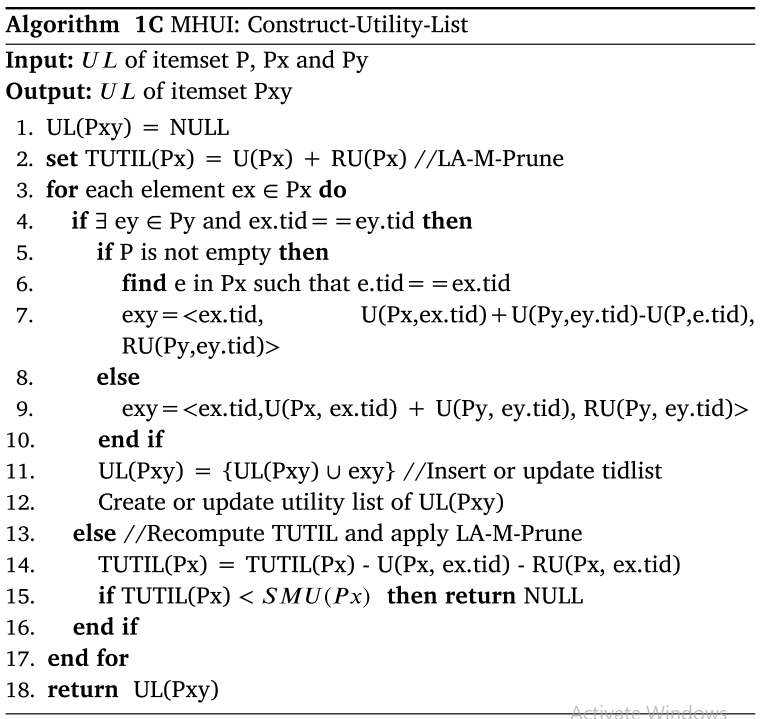 Algorithm 1C MHUI: Construct-Utility-List
Input: UL of itemset P, Px and Py
Output: UL of itemset Pxy
1. UL(Pxy) = NULL
2. set TUTIL(Px) = U(Px) + RU(Px) //LA-M-Prune
3. for each element ex ∈ Px do
4. if ∃ ey ∈ Py and ex.tid==ey.tid then
5. if P is not empty then
6. find e in Px such that e.tid==ex.tid
7. exy=<ex.tid, U(Px,ex.tid)+U(Py,ey.tid)-U(P,e.tid),
RU(Py,ey.tid)>
8. else
9. exy=<ex.tid,U(Px, ex.tid) + U(Py, ey.tid), RU(Py, ey.tid)>
10. end if
11. UL(Pxy) = {UL(Pxy) ∪ exy} //Insert or update tidlist
12. Create or update utility list of UL(Pxy)
13. else //Recompute TUTIL and apply LA-M-Prune
14. TUTIL(Px) = TUTIL(Px) - U(Px, ex.tid) - RU(Px, ex.tid)
15. if TUTIL(Px) < SMU(Px) then return NULL
16. end if
17. end for
18. return UL(Pxy)
Activate Windows